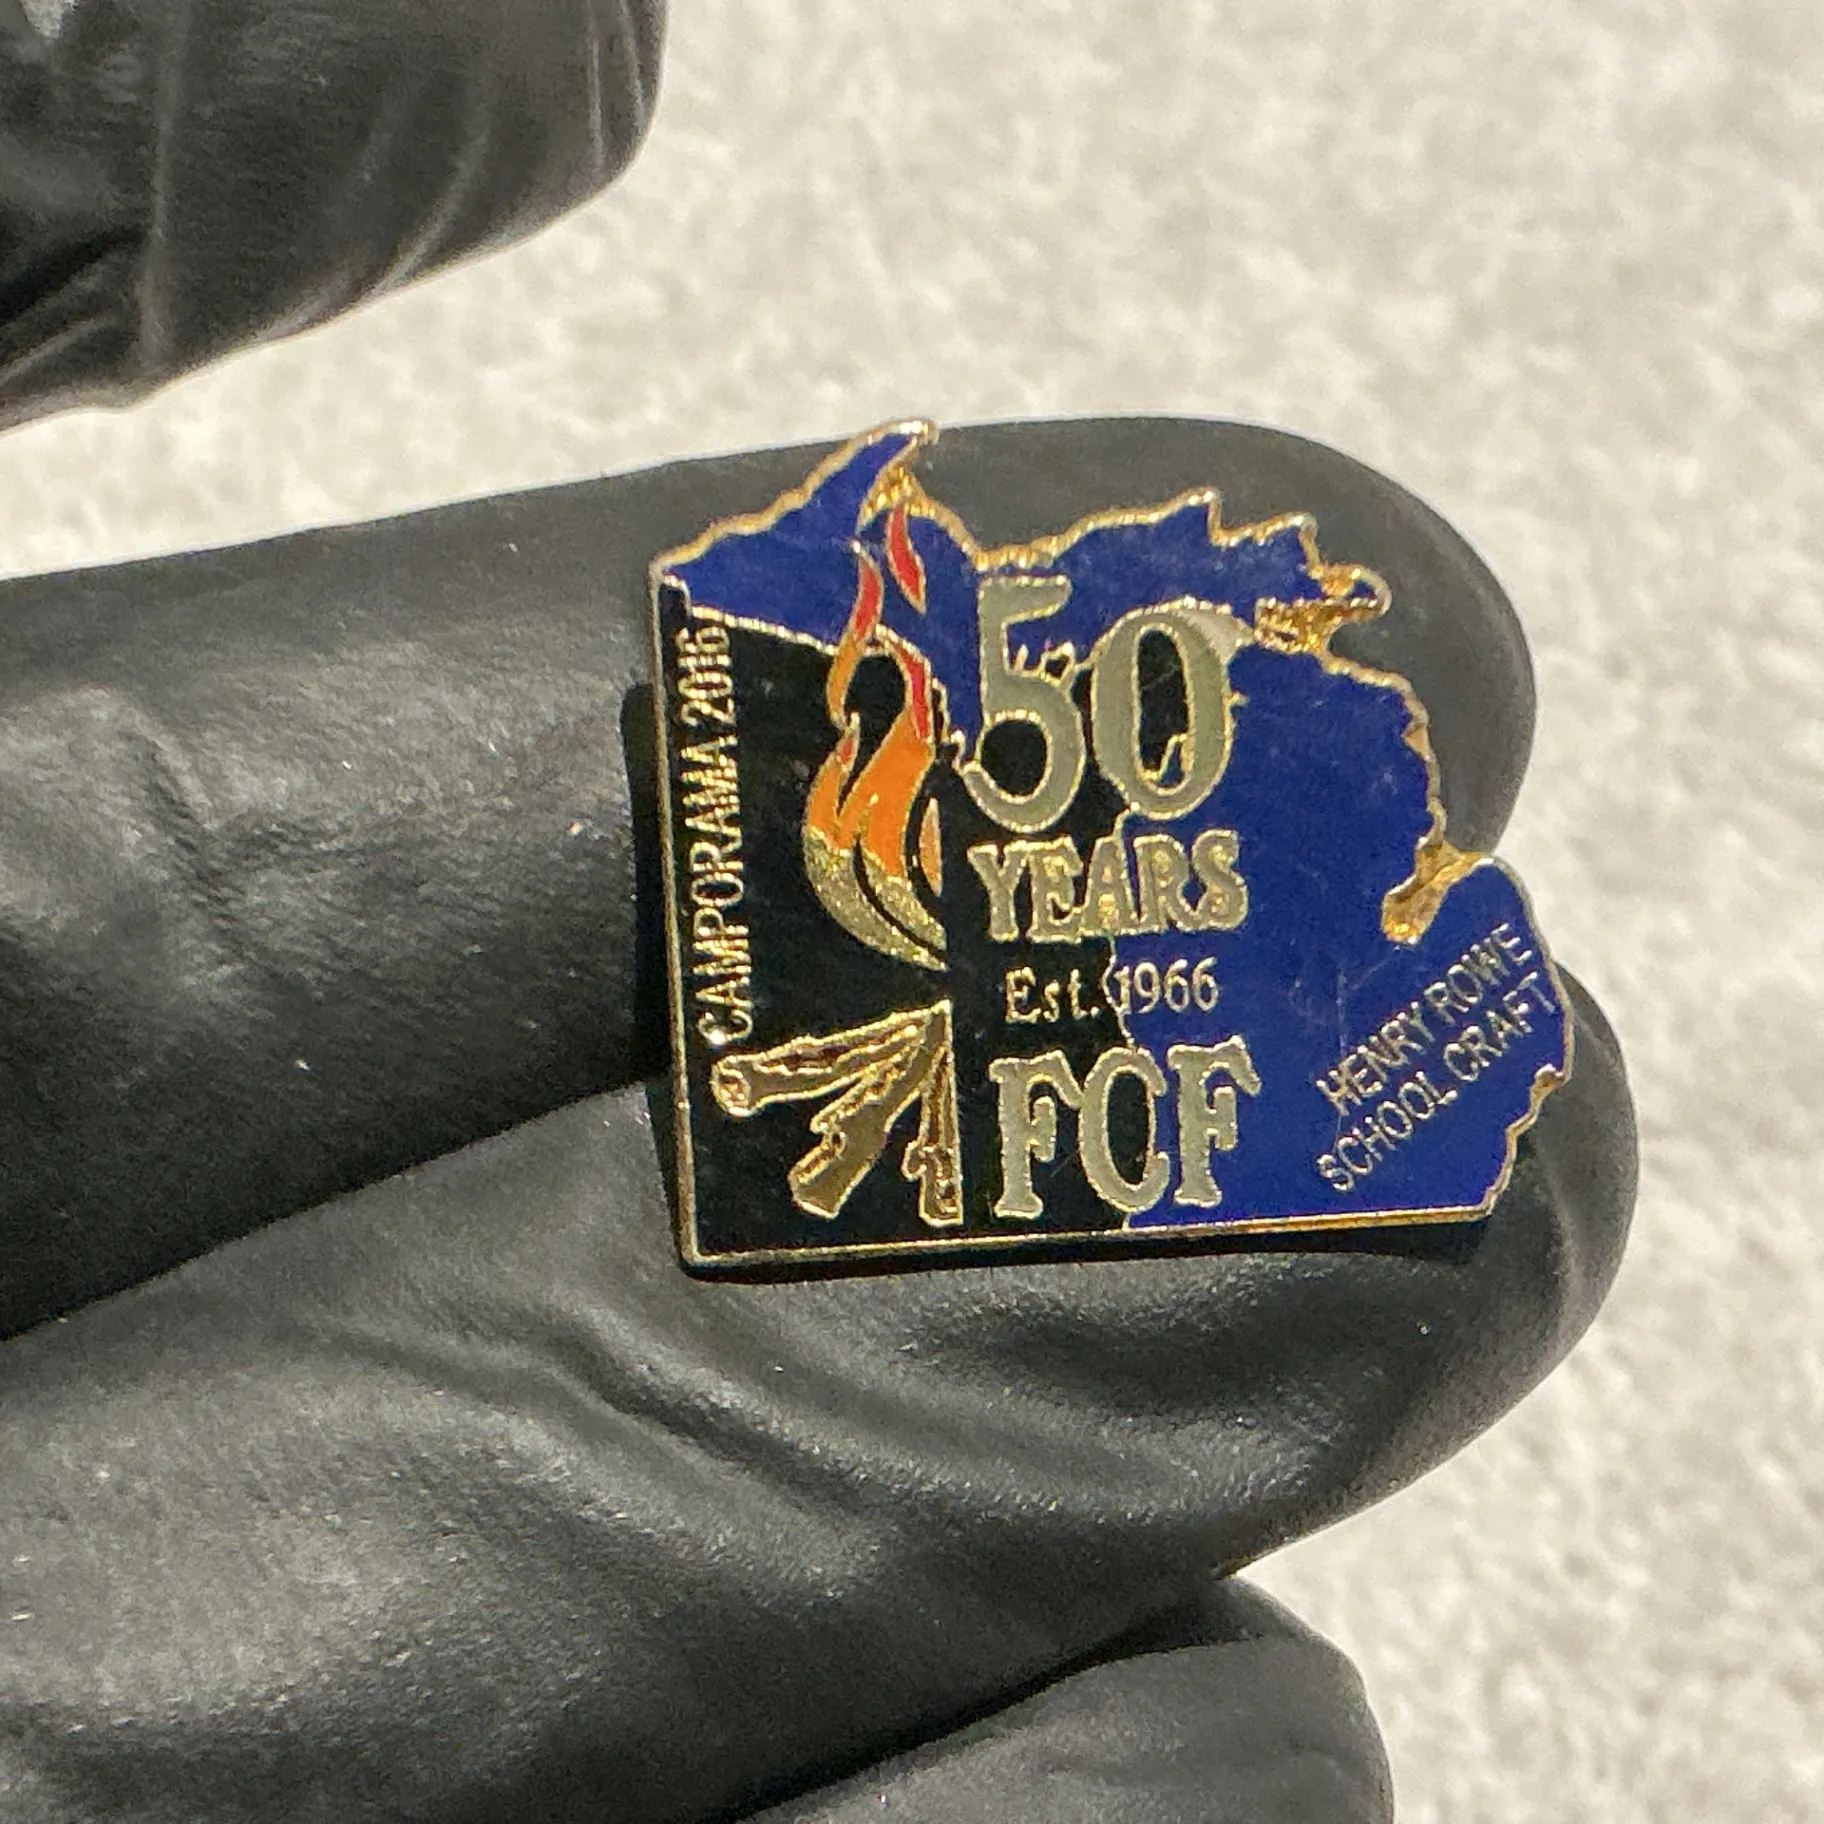 CAMPORAMA 2016
50
YEARS
Est. 1966
FCF
HENRY ROWE
SCHOOL CRAFT